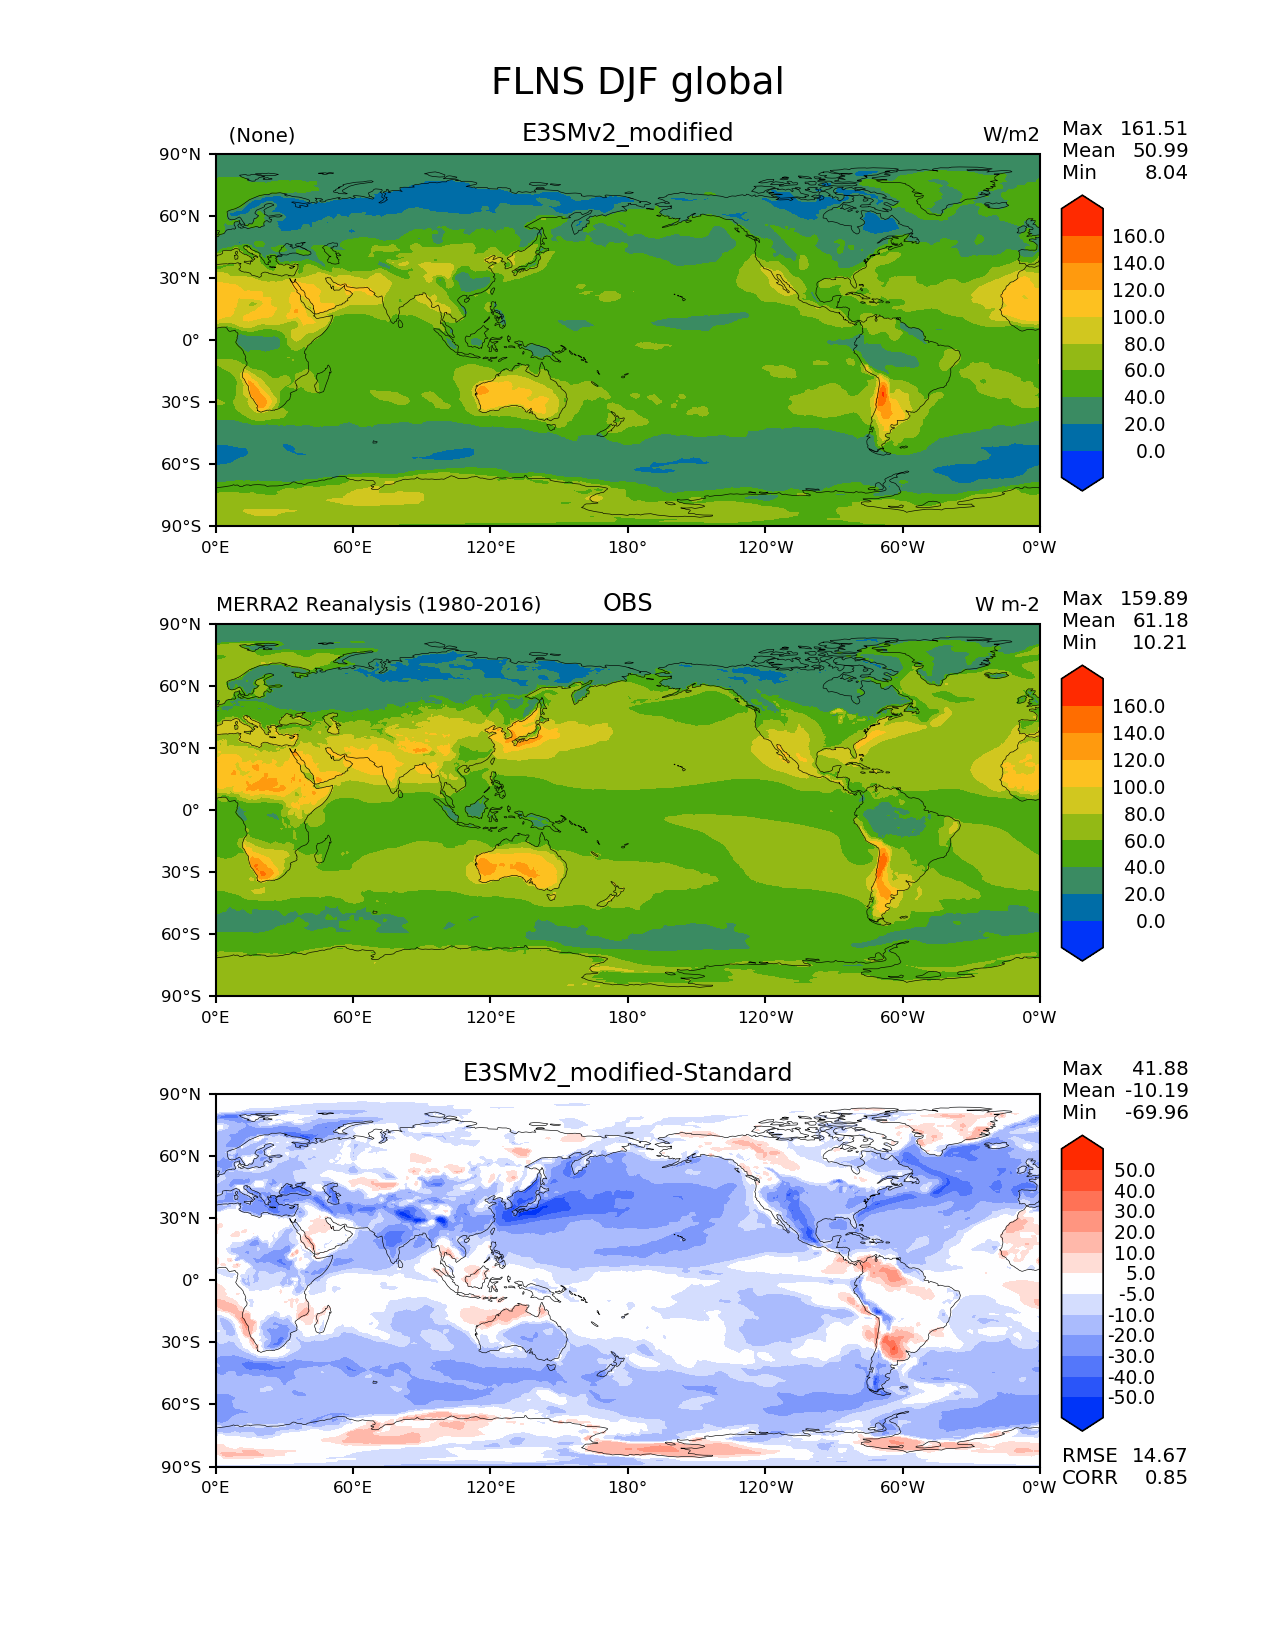 FLNS DJF global
(None) E3SMv2_modified W/m2
Max 161.51
Mean 50.99
Min 8.04
90°N
60°N
30°N
0°
30°S
60°S
90°S
0°E 60°E 120°E 180° 120°W 60°W 0°W
160.0
140.0
120.0
100.0
80.0
60.0
40.0
20.0
0.0
MERRA2 Reanalysis (1980-2016) OBS W m-2
Max 159.89
Mean 61.18
Min 10.21
90°N
60°N
30°N
0°
30°S
60°S
90°S
0°E 60°E 120°E 180° 120°W 60°W 0°W
160.0
140.0
120.0
100.0
80.0
60.0
40.0
20.0
0.0
E3SMv2_modified-Standard
Max 41.88
Mean -10.19
Min -69.96
90°N
60°N
30°N
0°
30°S
60°S
90°S
0°E 60°E 120°E 180° 120°W 60°W 0°W
50.0
40.0
30.0
20.0
10.0
5.0
-5.0
-10.0
-20.0
-30.0
-40.0
-50.0
RMSE 14.67
CORR 0.85